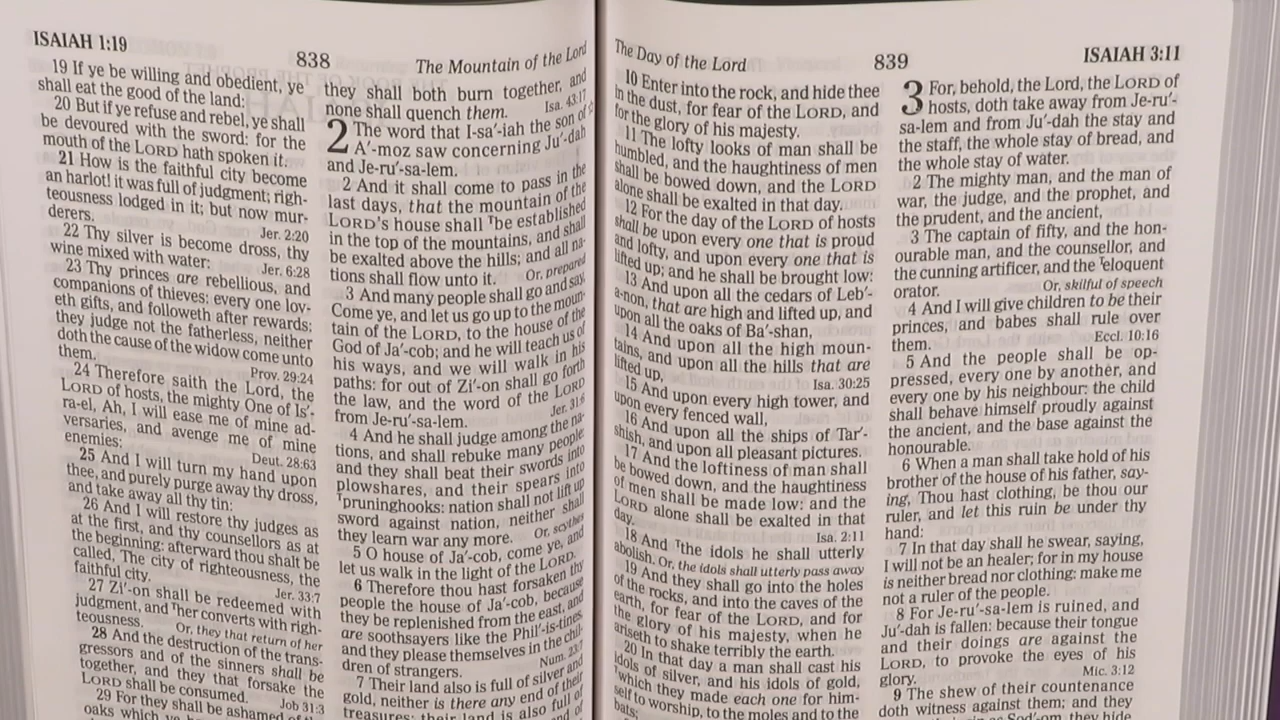 ISAIAH 1:19
838
The Mountain of the Lord
19 If ye be willing and obedient, ye
shall eat the good of the land:
20 But if ye refuse and rebel, ye shall
be devoured with the sword: for the
mouth of the LORD hath spoken it.
21 How is the faithful city become
an harlot! it was full of judgment; righ-
teousness lodged in it; but now mur-
derers.
Jer. 2:20
22 Thy silver is become dross, thy
wine mixed with water:
Jer. 6:28
23 Thy princes are rebellious, and
companions of thieves: every one lov-
eth gifts, and followeth after rewards:
they judge not the fatherless, neither
doth the cause of the widow come unto
them.
Prov. 29:24
24 Therefore saith the Lord, the
LORD of hosts, the mighty One of Is′-
ra-el, Ah, I will ease me of mine ad-
versaries, and avenge me of mine
enemies:
Deut. 28:63
25 And I will turn my hand upon
thee, and purely purge away thy dross,
and take away all thy tin:
26 And I will restore thy judges as
at the first, and thy counsellors as at
the beginning: afterward thou shalt be
called, The city of righteousness, the
faithful city.
Jer. 33:7
27 Zi′-on shall be redeemed with
judgment, and ᵀher converts with righ-
teousness.
Or, they that return of her
28 And the destruction of the trans-
gressors and of the sinners shall be
together, and they that forsake the
LORD shall be consumed.
Job 31:3
29 For they shall be ashamed of the
oaks which ye
they shall both burn together, and
none shall quench them.
Isa. 43:17
2 The word that I-sa′-iah the son of
A′-moz saw concerning Ju′-dah
and Je-ru′-sa-lem.
2 And it shall come to pass in the
last days, that the mountain of the
LORD'S house shall ᵀbe established
in the top of the mountains, and shall
be exalted above the hills; and all na-
tions shall flow unto it.
Or, prepared
3 And many people shall go and say,
Come ye, and let us go up to the moun-
tain of the LORD, to the house of the
God of Ja′-cob; and he will teach us of
his ways, and we will walk in his
paths: for out of Zi′-on shall go forth
the law, and the word of the LORD
from Je-ru′-sa-lem.
Jer. 31:6
4 And he shall judge among the na-
tions, and shall rebuke many people:
and they shall beat their swords into
plowshares, and their spears into
ᵀpruninghooks: nation shall not lift up
sword against nation, neither shall
they learn war any more.
Or, scythes
5 O house of Ja′-cob, come ye, and
let us walk in the light of the LORD.
6 Therefore thou hast forsaken thy
people the house of Ja′-cob, because
they be replenished from the east, and
are soothsayers like the Phil′-is-tines,
and they please themselves in the chil-
dren of strangers.
Num. 23:7
7 Their land also is full of silver and
gold, neither is there any end of their
treasures; their land is also full of
The Day of the Lord
839
ISAIAH 3:11
10 Enter into the rock, and hide thee
in the dust, for fear of the LORD, and
for the glory of his majesty.
11 The lofty looks of man shall be
humbled, and the haughtiness of men
shall be bowed down, and the LORD
alone shall be exalted in that day.
12 For the day of the LORD of hosts
shall be upon every one that is proud
and lofty, and upon every one that is
lifted up; and he shall be brought low:
13 And upon all the cedars of Leb′-
a-non, that are high and lifted up, and
upon all the oaks of Ba′-shan,
14 And upon all the high moun-
tains, and upon all the hills that are
lifted up,
Isa. 30:25
15 And upon every high tower, and
upon every fenced wall,
16 And upon all the ships of Tar′-
shish, and upon all pleasant pictures.
17 And the loftiness of man shall
be bowed down, and the haughtiness
of men shall be made low: and the
LORD alone shall be exalted in that
day.
Isa. 2:11
18 And ᵀthe idols he shall utterly
abolish. Or, the idols shall utterly pass away
19 And they shall go into the holes
of the rocks, and into the caves of the
earth, for fear of the LORD, and for
the glory of his majesty, when he
ariseth to shake terribly the earth.
20 In that day a man shall cast his
idols of silver, and his idols of gold,
ᵀwhich they made each one for him-
self to worship, to the moles and to the
bats;
3 For, behold, the Lord, the LORD of
hosts, doth take away from Je-ru′-
sa-lem and from Ju′-dah the stay and
the staff, the whole stay of bread, and
the whole stay of water.
2 The mighty man, and the man of
war, the judge, and the prophet, and
the prudent, and the ancient,
3 The captain of fifty, and the hon-
ourable man, and the counsellor, and
the cunning artificer, and the ᵀeloquent
orator.
Or, skilful of speech
4 And I will give children to be their
princes, and babes shall rule over
them.
Eccl. 10:16
5 And the people shall be op-
pressed, every one by another, and
every one by his neighbour: the child
shall behave himself proudly against
the ancient, and the base against the
honourable.
6 When a man shall take hold of his
brother of the house of his father, say-
ing, Thou hast clothing, be thou our
ruler, and let this ruin be under thy
hand:
7 In that day shall he swear, saying,
I will not be an healer; for in my house
is neither bread nor clothing: make me
not a ruler of the people.
8 For Je-ru′-sa-lem is ruined, and
Ju′-dah is fallen: because their tongue
and their doings are against the
LORD, to provoke the eyes of his
glory.
Mic. 3:12
9 The shew of their countenance
doth witness against them; and they
Sod′-om, they hide